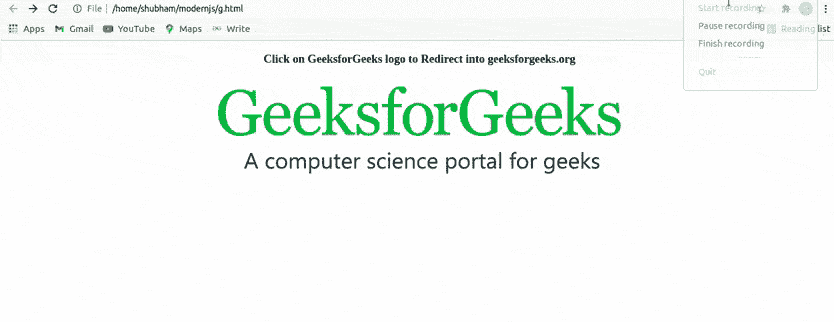 File | /home/shubham/modernjs/g.html
Start recording
Pause recording
Finish recording
Quit
Apps Gmail YouTube Maps Write Reading list
Click on GeeksforGeeks logo to Redirect into geeksforgeeks.org
GeeksforGeeks
A computer science portal for geeks